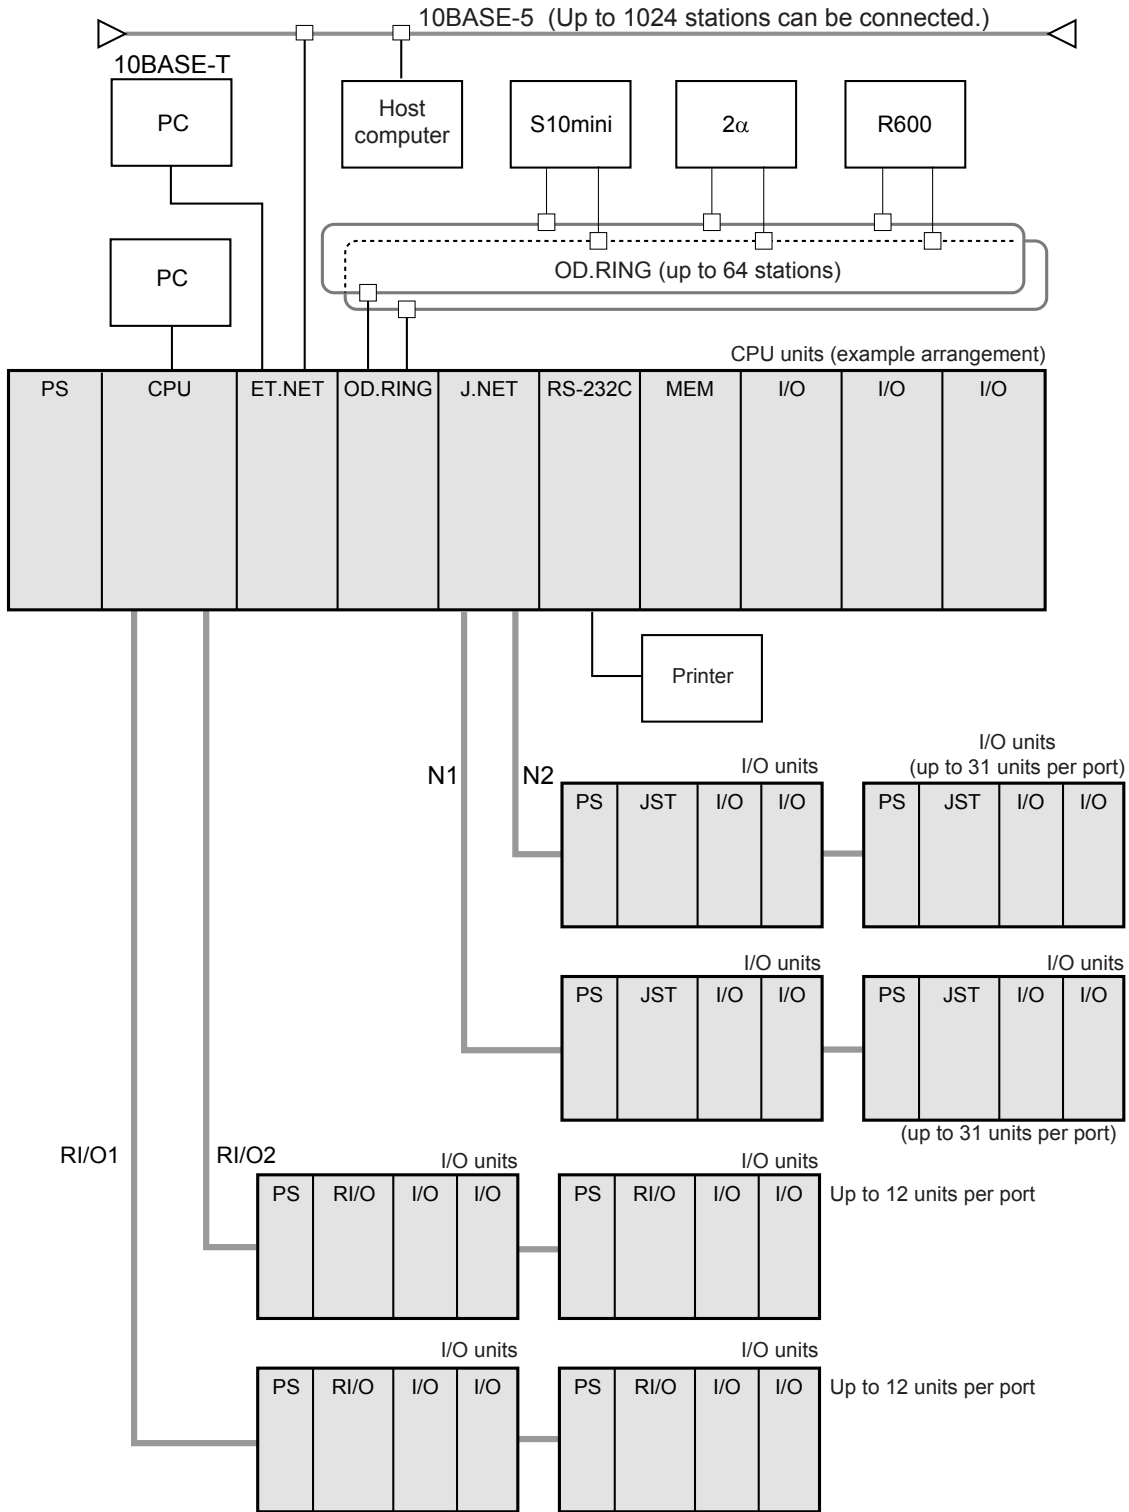 10BASE-5 (Up to 1024 stations can be connected.)
10BASE-T
PC
Host
computer
S10mini
2α
R600
PC
OD.RING (up to 64 stations)
CPU units (example arrangement)
PS CPU ET.NET OD.RING J.NET RS-232C MEM I/O I/O I/O
Printer
N1 N2
I/O units
I/O units
(up to 31 units per port)
PS JST I/O I/O PS JST I/O I/O
I/O units I/O units
PS JST I/O I/O PS JST I/O I/O
(up to 31 units per port)
RI/O1 RI/O2
I/O units I/O units
PS RI/O I/O I/O PS RI/O I/O I/O Up to 12 units per port
I/O units I/O units
PS RI/O I/O I/O PS RI/O I/O I/O Up to 12 units per port